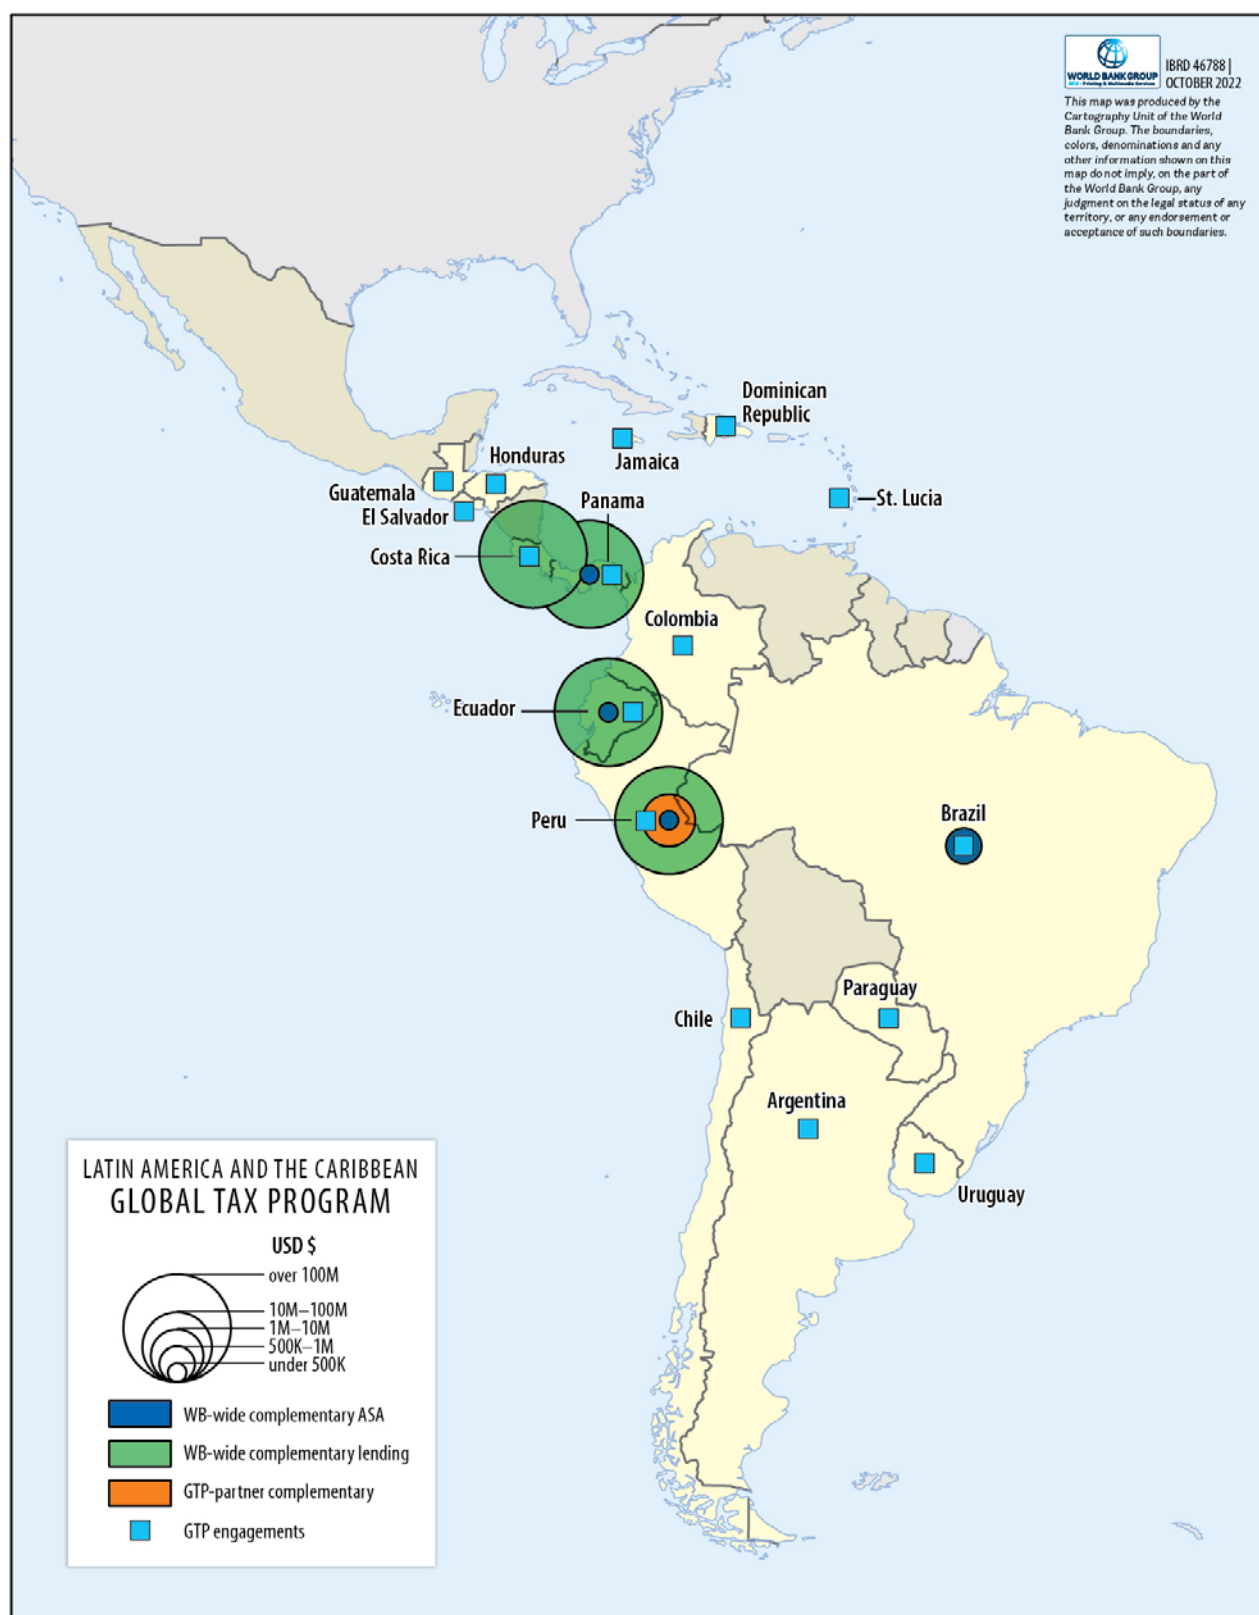 WORLD BANK GROUP
IBRD 46788 |
OCTOBER 2022
This map was produced by the
Cartography Unit of the World
Bank Group. The boundaries,
colors, denominations and any
other information shown on this
map do not imply, on the part of
the World Bank Group, any
judgment on the legal status of any
territory, or any endorsement or
acceptance of such boundaries.
Dominican
Republic
Jamaica
Honduras
Guatemala
El Salvador
Panama
St. Lucia
Costa Rica
Colombia
Ecuador
Peru
Brazil
Paraguay
Chile
Argentina
Uruguay
LATIN AMERICA AND THE CARIBBEAN
GLOBAL TAX PROGRAM
USD $
over 100M
10M–100M
1M–10M
500K–1M
under 500K
WB-wide complementary ASA
WB-wide complementary lending
GTP-partner complementary
GTP engagements